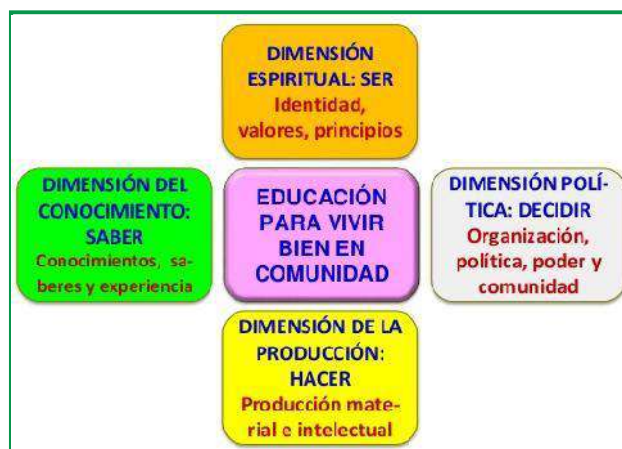 DIMENSIÓN
ESPIRITUAL: SER
Identidad,
valores, principios
DIMENSIÓN DEL
CONOCIMIENTO:
SABER
Conocimientos, sa-
beres y experiencia
EDUCACIÓN
PARA VIVIR
BIEN EN
COMUNIDAD
DIMENSIÓN POLÍ-
TICA: DECIDIR
Organización,
política, poder y
comunidad
DIMENSIÓN DE LA
PRODUCCIÓN:
HACER
Producción mate-
rial e intelectual